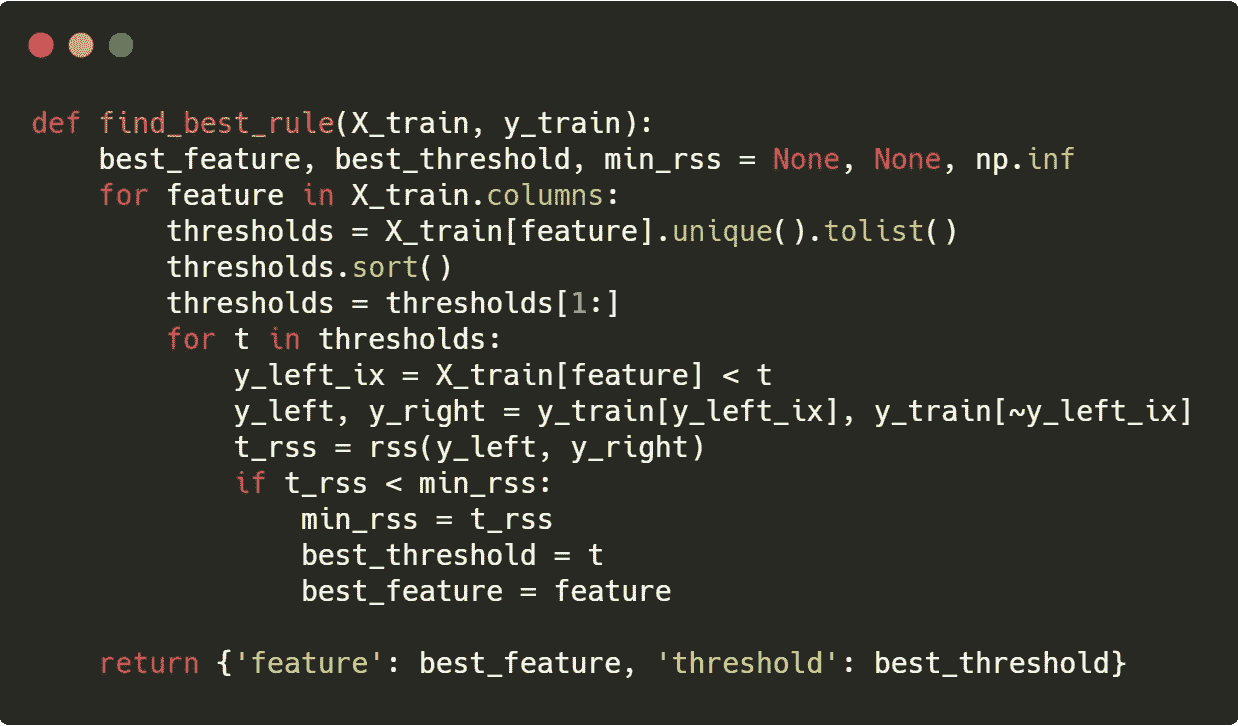 def find_best_rule(X_train, y_train):
    best_feature, best_threshold, min_rss = None, None, np.inf
    for feature in X_train.columns:
        thresholds = X_train[feature].unique().tolist()
        thresholds.sort()
        thresholds = thresholds[1:]
        for t in thresholds:
            y_left_ix = X_train[feature] < t
            y_left, y_right = y_train[y_left_ix], y_train[~y_left_ix]
            t_rss = rss(y_left, y_right)
            if t_rss < min_rss:
                min_rss = t_rss
                best_threshold = t
                best_feature = feature

    return {'feature': best_feature, 'threshold': best_threshold}